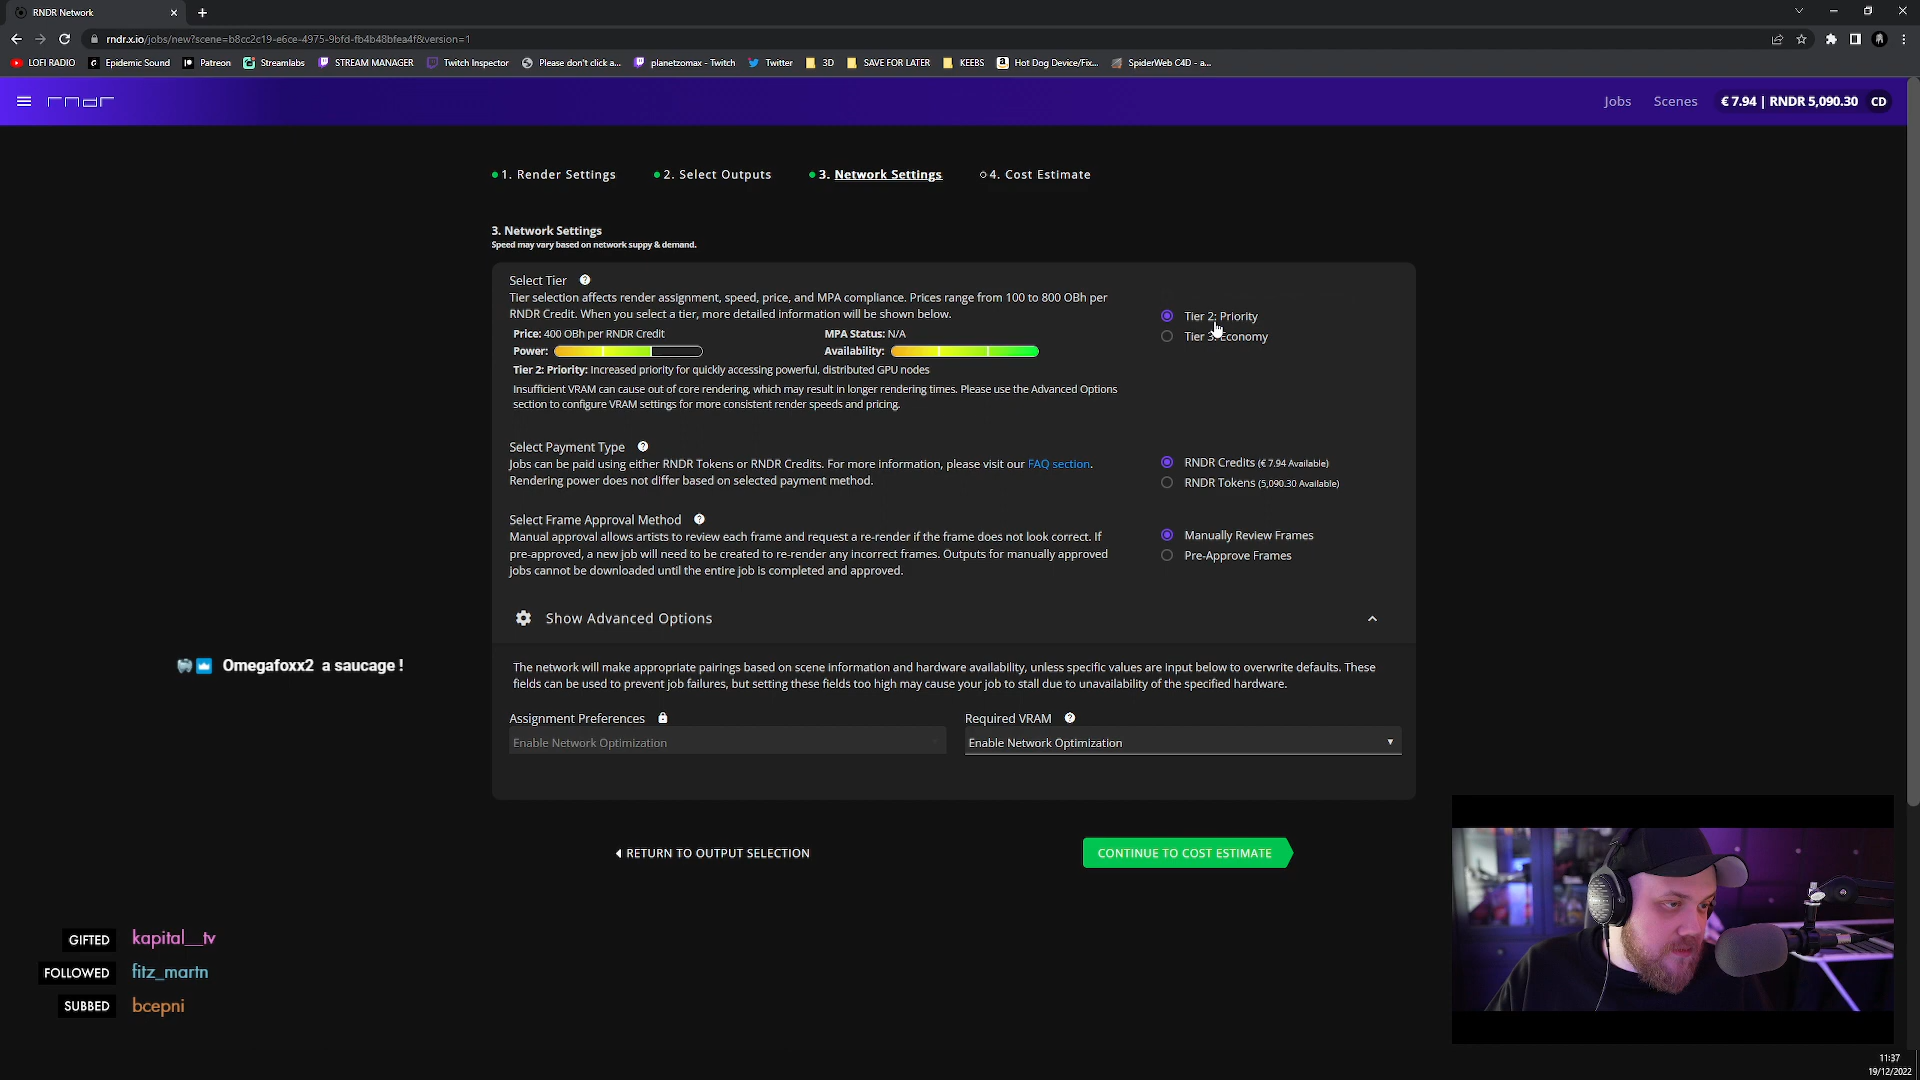 RNDR Network
rndr.x.io/jobs/new?scene=b8cc2c19-e6ce-4975-9bfd-fb4b48bfea4f&version=1
LOFI RADIO
Epidemic Sound
Patreon
Streamlabs
STREAM MANAGER
Twitch Inspector
Please don't click a...
planetzomax - Twitch
Twitter
3D
SAVE FOR LATER
KEEBS
Hot Dog Device/Fix...
SpiderWeb C4D - a...
rndr
Jobs
Scenes
€ 7.94 | RNDR 5,090.30
CD
1. Render Settings
2. Select Outputs
3. Network Settings
4. Cost Estimate
3. Network Settings
Speed may vary based on network suppy & demand.
Select Tier
Tier selection affects render assignment, speed, price, and MPA compliance. Prices range from 100 to 800 OBh per
RNDR Credit. When you select a tier, more detailed information will be shown below.
Price: 400 OBh per RNDR Credit
MPA Status: N/A
Power:
Availability:
Tier 2: Priority: Increased priority for quickly accessing powerful, distributed GPU nodes
Insufficient VRAM can cause out of core rendering, which may result in longer rendering times. Please use the Advanced Options
section to configure VRAM settings for more consistent render speeds and pricing.
Tier 2: Priority
Tier 3: Economy
Select Payment Type
Jobs can be paid using either RNDR Tokens or RNDR Credits. For more information, please visit our FAQ section.
Rendering power does not differ based on selected payment method.
RNDR Credits (€ 7.94 Available)
RNDR Tokens (5,090.30 Available)
Select Frame Approval Method
Manual approval allows artists to review each frame and request a re-render if the frame does not look correct. If
pre-approved, a new job will need to be created to re-render any incorrect frames. Outputs for manually approved
jobs cannot be downloaded until the entire job is completed and approved.
Manually Review Frames
Pre-Approve Frames
Show Advanced Options
The network will make appropriate pairings based on scene information and hardware availability, unless specific values are input below to overwrite defaults. These
fields can be used to prevent job failures, but setting these fields too high may cause your job to stall due to unavailability of the specified hardware.
Assignment Preferences
Enable Network Optimization
Required VRAM
Enable Network Optimization
RETURN TO OUTPUT SELECTION
CONTINUE TO COST ESTIMATE
Omegafoxx2 a saucage !
GIFTED kapital__tv
FOLLOWED fitz_martn
SUBBED bcepni
11:37
19/12/2022